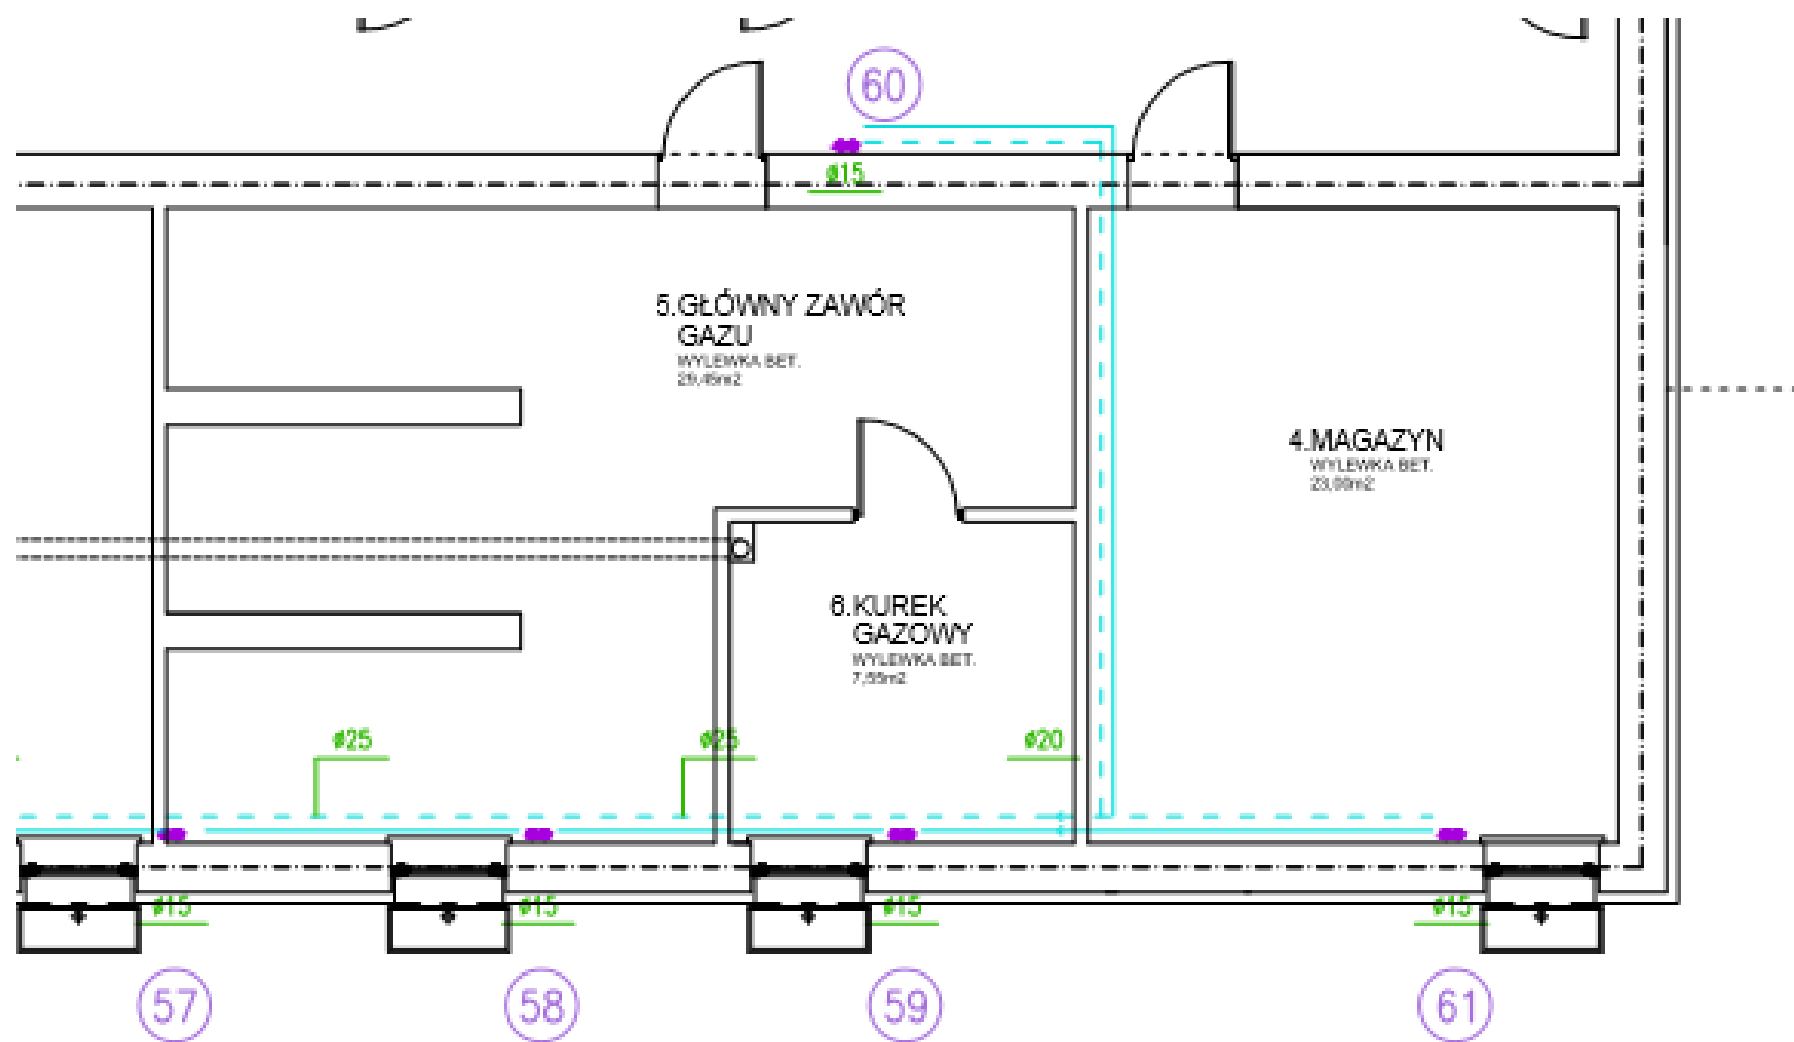 60
ø15
5.GŁÓWNY ZAWÓR
GAZU
WYLEWKA BET.
4.MAGAZYN
WYLEWKA BET.
6.KUREK
GAZOWY
WYLEWKA BET.
ø25
ø25
ø20
ø15
ø15
ø15
ø15
57
58
59
61